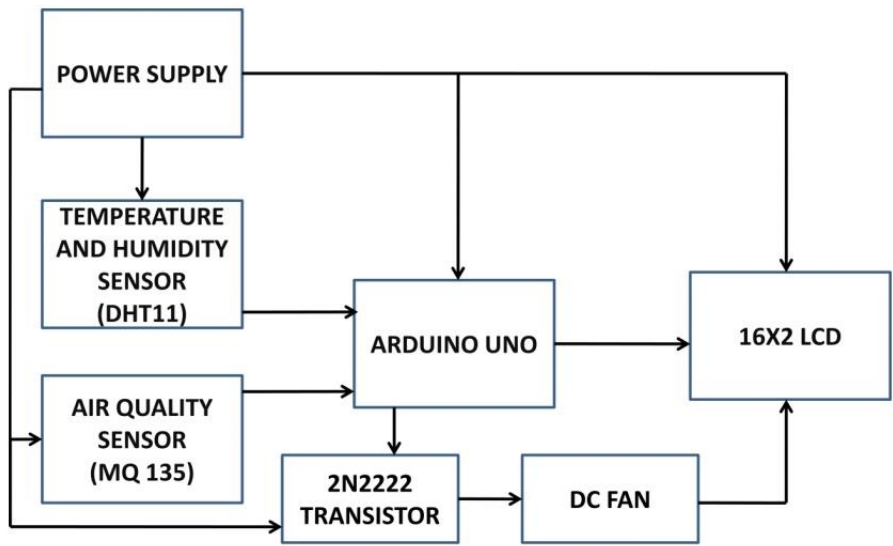 POWER SUPPLY
TEMPERATURE
AND HUMIDITY
SENSOR
(DHT11)
ARDUINO UNO
16X2 LCD
AIR QUALITY
SENSOR
(MQ 135)
2N2222
TRANSISTOR
DC FAN